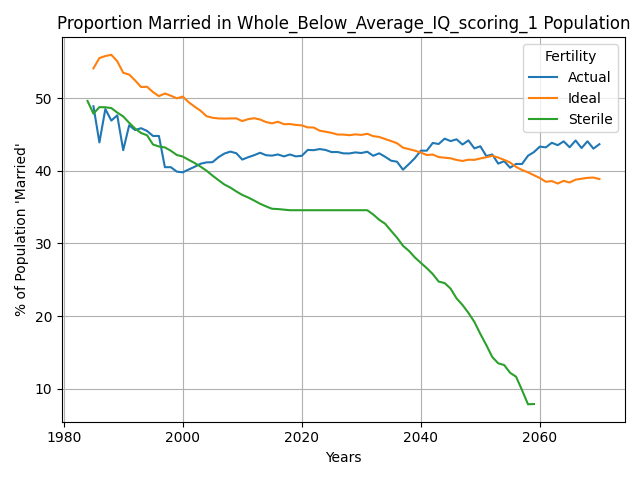 Proportion Married in Whole_Below_Average_IQ_scoring_1 Population
% of Population 'Married'
50
40
30
20
10
Fertility
Actual
Ideal
Sterile
1980
2000
2020
2040
2060
Years